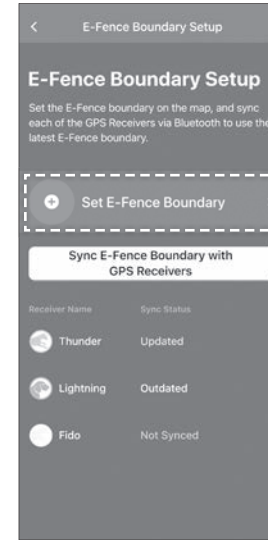 E-Fence Boundary Setup
E-Fence Boundary Setup
Set the E-Fence boundary on the map, and sync
each of the GPS Receivers via Bluetooth to use the
latest E-Fence boundary.
Set E-Fence Boundary
Sync E-Fence Boundary with
GPS Receivers
Receiver Name Sync Status
Thunder Updated
Lightning Outdated
Fido Not Synced